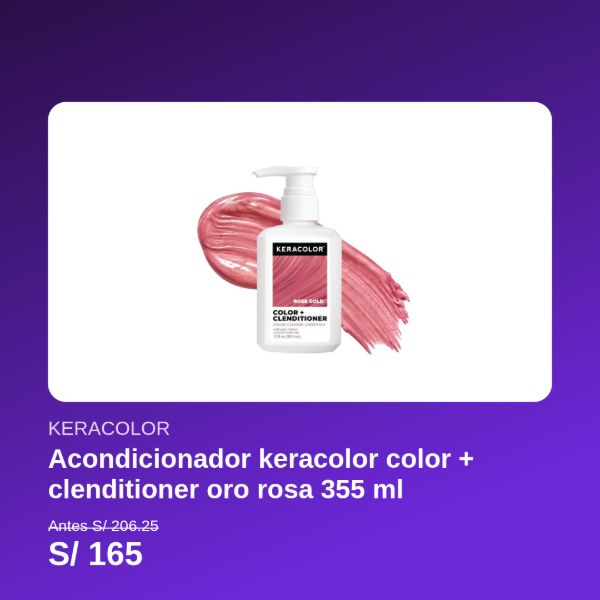 KERACOLOR
ROSE GOLD
COLOR +
CLENDITIONER
KERACOLOR
Acondicionador keracolor color +
clenditioner oro rosa 355 ml
Antes S/ 206.25
S/ 165